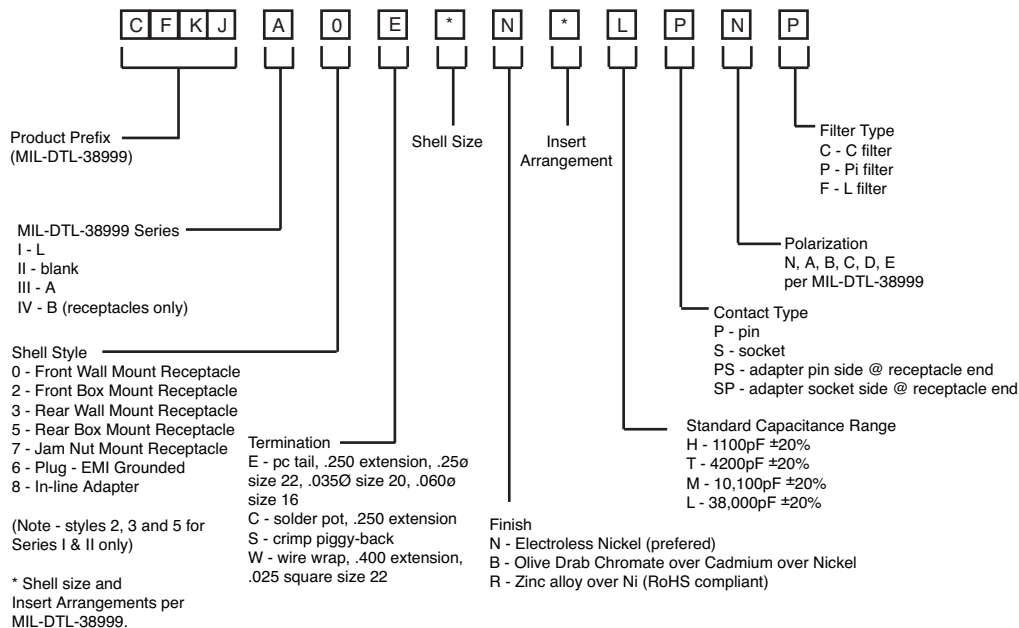 C F K J A 0 E * N * L P N P
Product Prefix
(MIL-DTL-38999)
Shell Size
Insert
Arrangement
Filter Type
C - C filter
P - Pi filter
F - L filter
MIL-DTL-38999 Series
I - L
II - blank
III - A
IV - B (receptacles only)
Polarization
N, A, B, C, D, E
per MIL-DTL-38999
Contact Type
P - pin
S - socket
PS - adapter pin side @ receptacle end
SP - adapter socket side @ receptacle end
Shell Style
0 - Front Wall Mount Receptacle
2 - Front Box Mount Receptacle
3 - Rear Wall Mount Receptacle
5 - Rear Box Mount Receptacle
7 - Jam Nut Mount Receptacle
6 - Plug - EMI Grounded
8 - In-line Adapter
(Note - styles 2, 3 and 5 for
Series I & II only)
* Shell size and
Insert Arrangements per
MIL-DTL-38999.
Termination
E - pc tail, .250 extension, .25ø
size 22, .035Ø size 20, .060ø
size 16
C - solder pot, .250 extension
S - crimp piggy-back
W - wire wrap, .400 extension,
.025 square size 22
Standard Capacitance Range
H - 1100pF ±20%
T - 4200pF ±20%
M - 10,100pF ±20%
L - 38,000pF ±20%
Finish
N - Electroless Nickel (prefered)
B - Olive Drab Chromate over Cadmium over Nickel
R - Zinc alloy over Ni (RoHS compliant)